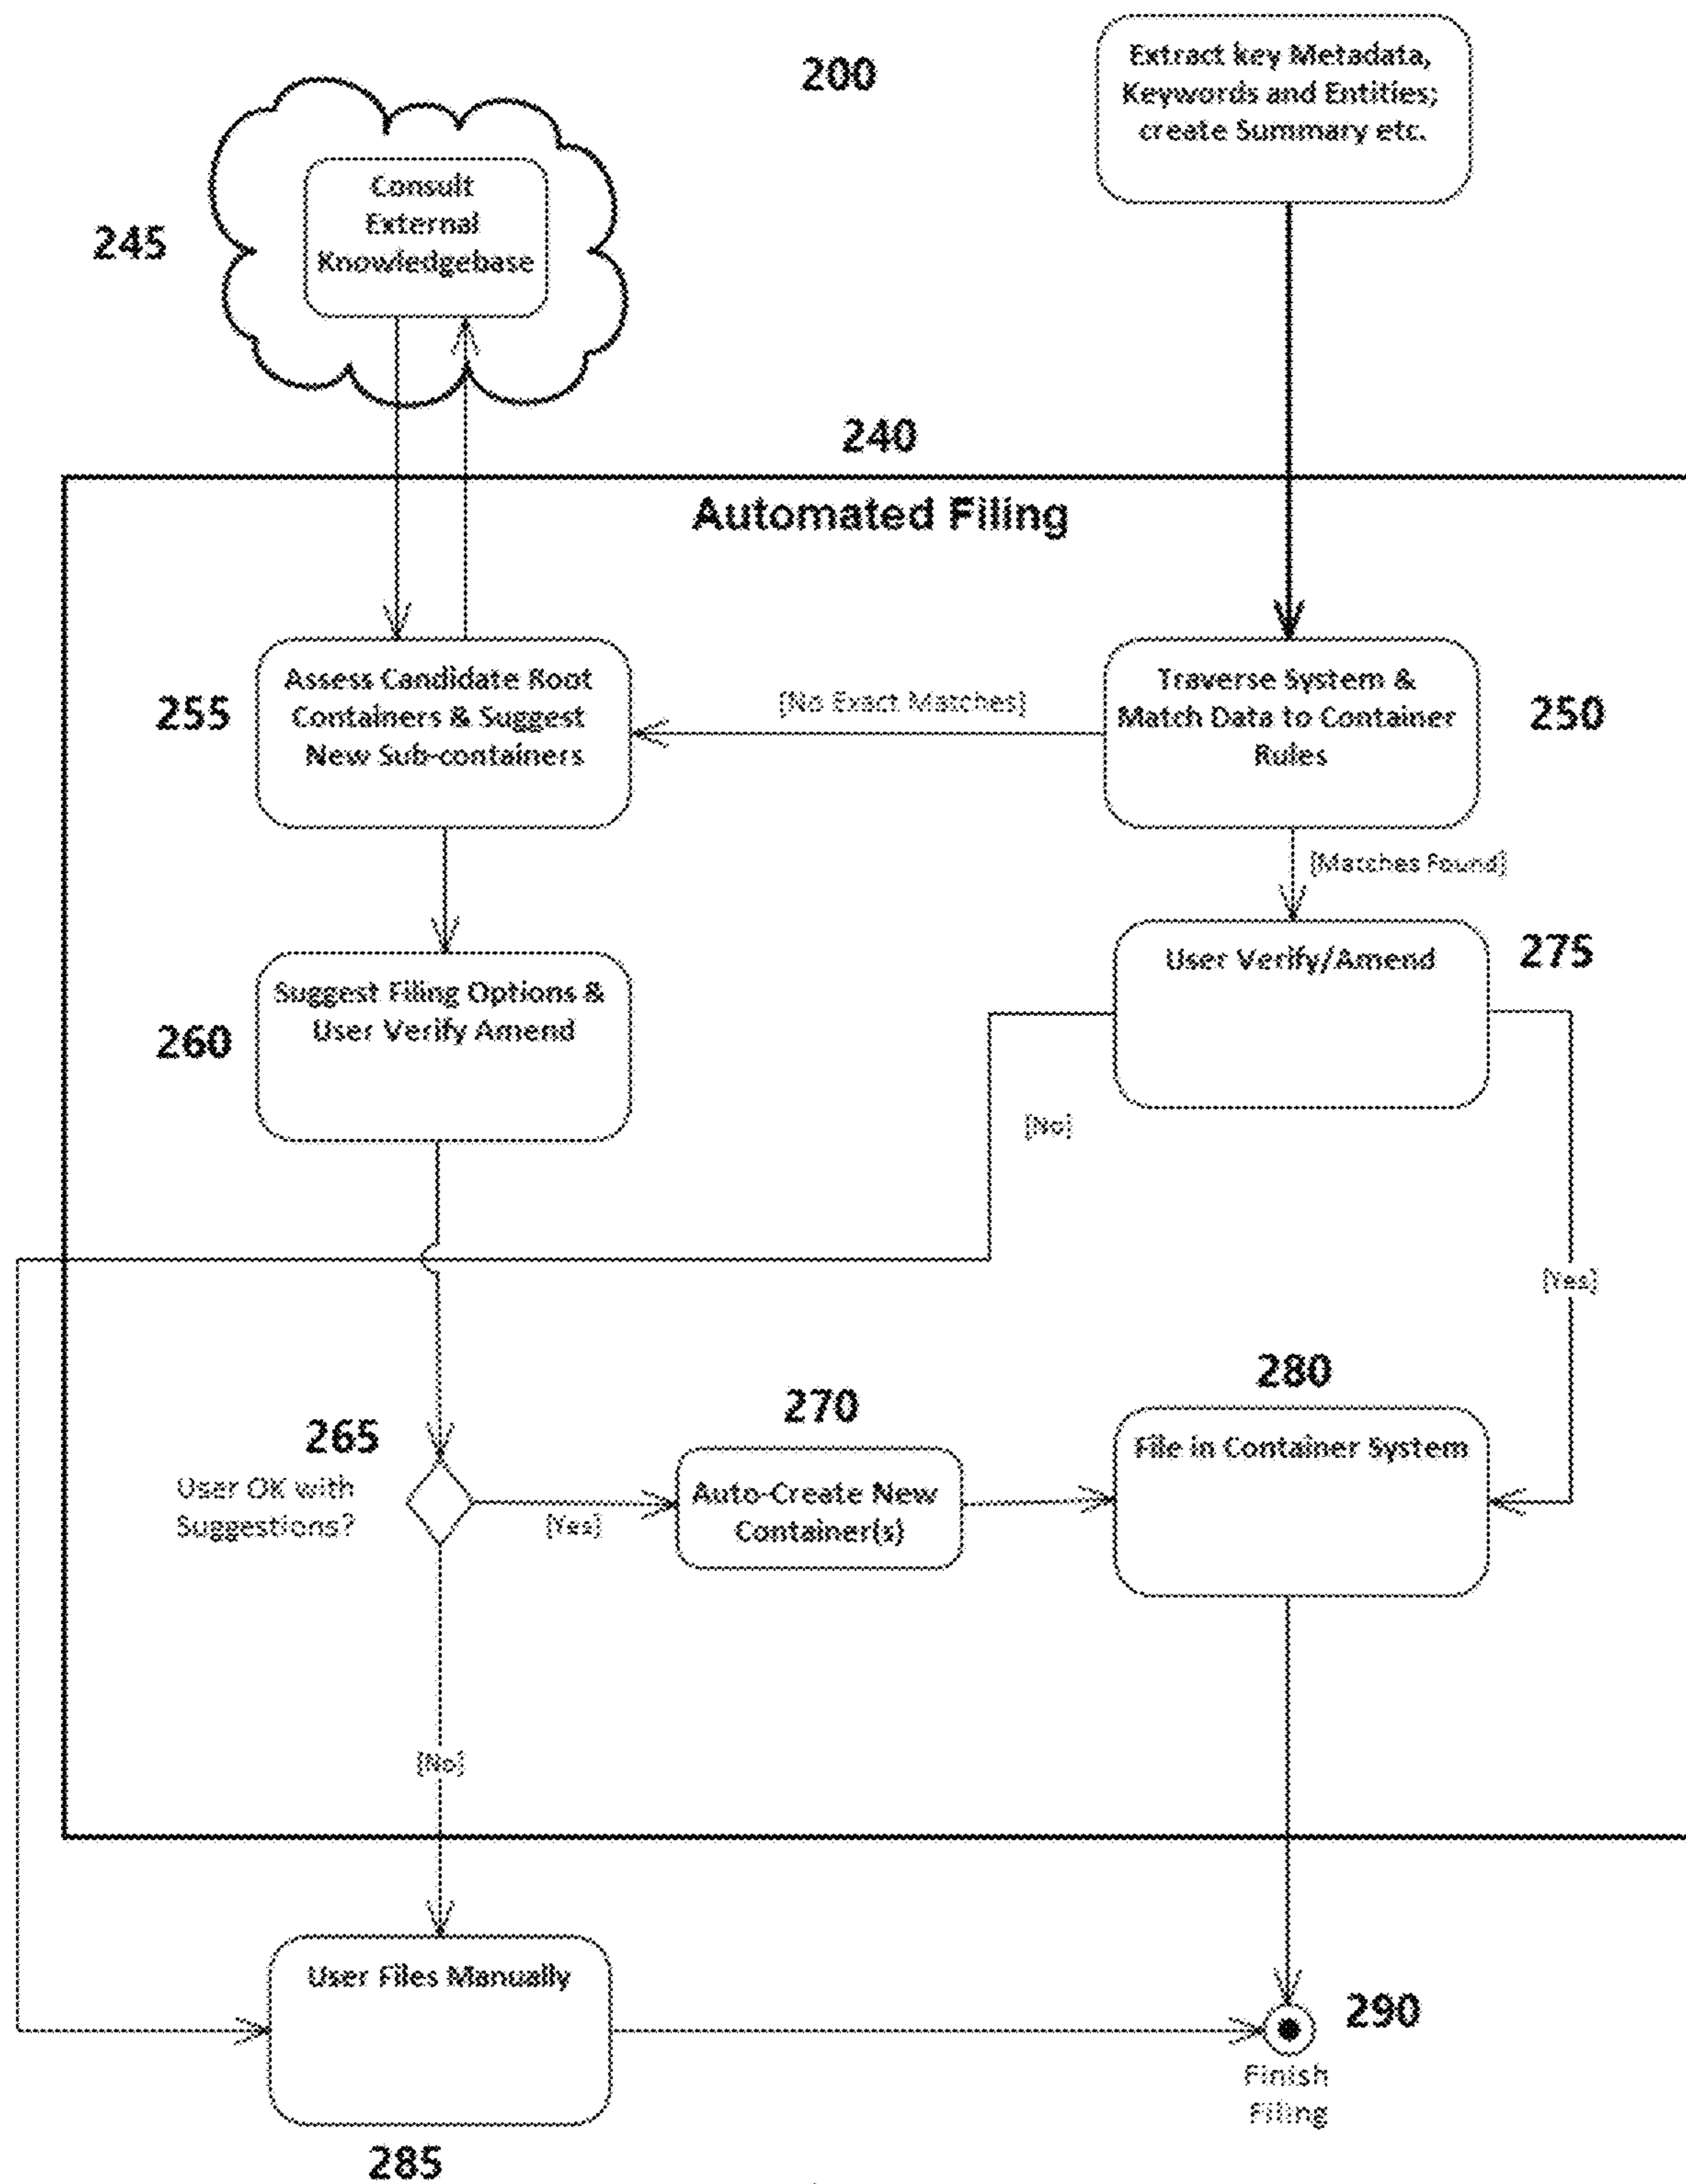 200
Extract key Metadata,
Keywords and Entities;
create Summary etc.
245
Consult
External
Knowledgebase
240
Automated Filing
255
Assess Candidate Root
Containers & Suggest
New Sub-containers
[No Exact Matches]
Traverse System &
Match Data to Container
Rules
250
[Matches Found]
260
Suggest Filing Options &
User Verify Amend
User Verify/Amend
275
[No]
[Yes]
265
User OK with
Suggestions?
[Yes]
270
Auto-Create New
Container(s)
280
File in Container System
[No]
User Files Manually
285
290
Finish
Filing